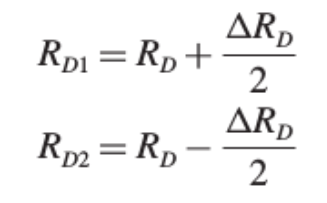 R_{D1} = R_D + \frac{\Delta R_D}{2}
R_{D2} = R_D - \frac{\Delta R_D}{2}